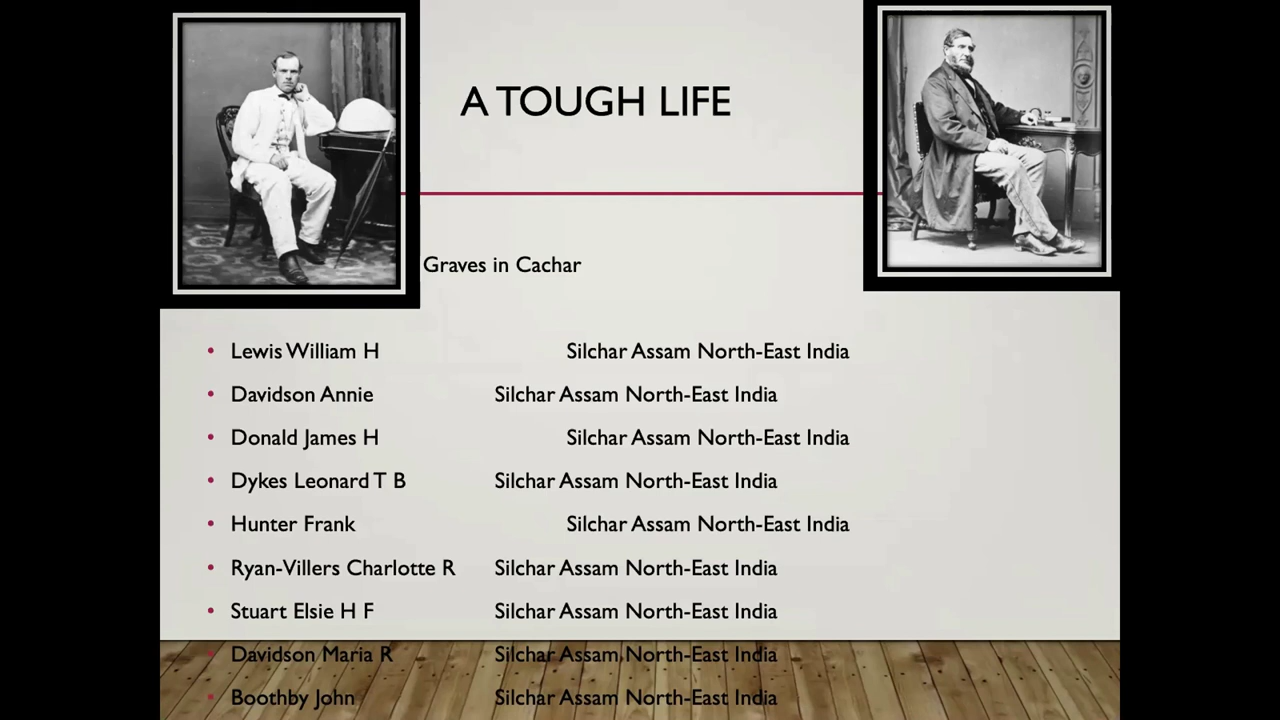 A TOUGH LIFE
Graves in Cachar
• Lewis William H Silchar Assam North-East India
• Davidson Annie Silchar Assam North-East India
• Donald James H Silchar Assam North-East India
• Dykes Leonard T B Silchar Assam North-East India
• Hunter Frank Silchar Assam North-East India
• Ryan-Villers Charlotte R Silchar Assam North-East India
• Stuart Elsie H F Silchar Assam North-East India
• Davidson Maria R Silchar Assam North-East India
• Boothby John Silchar Assam North-East India